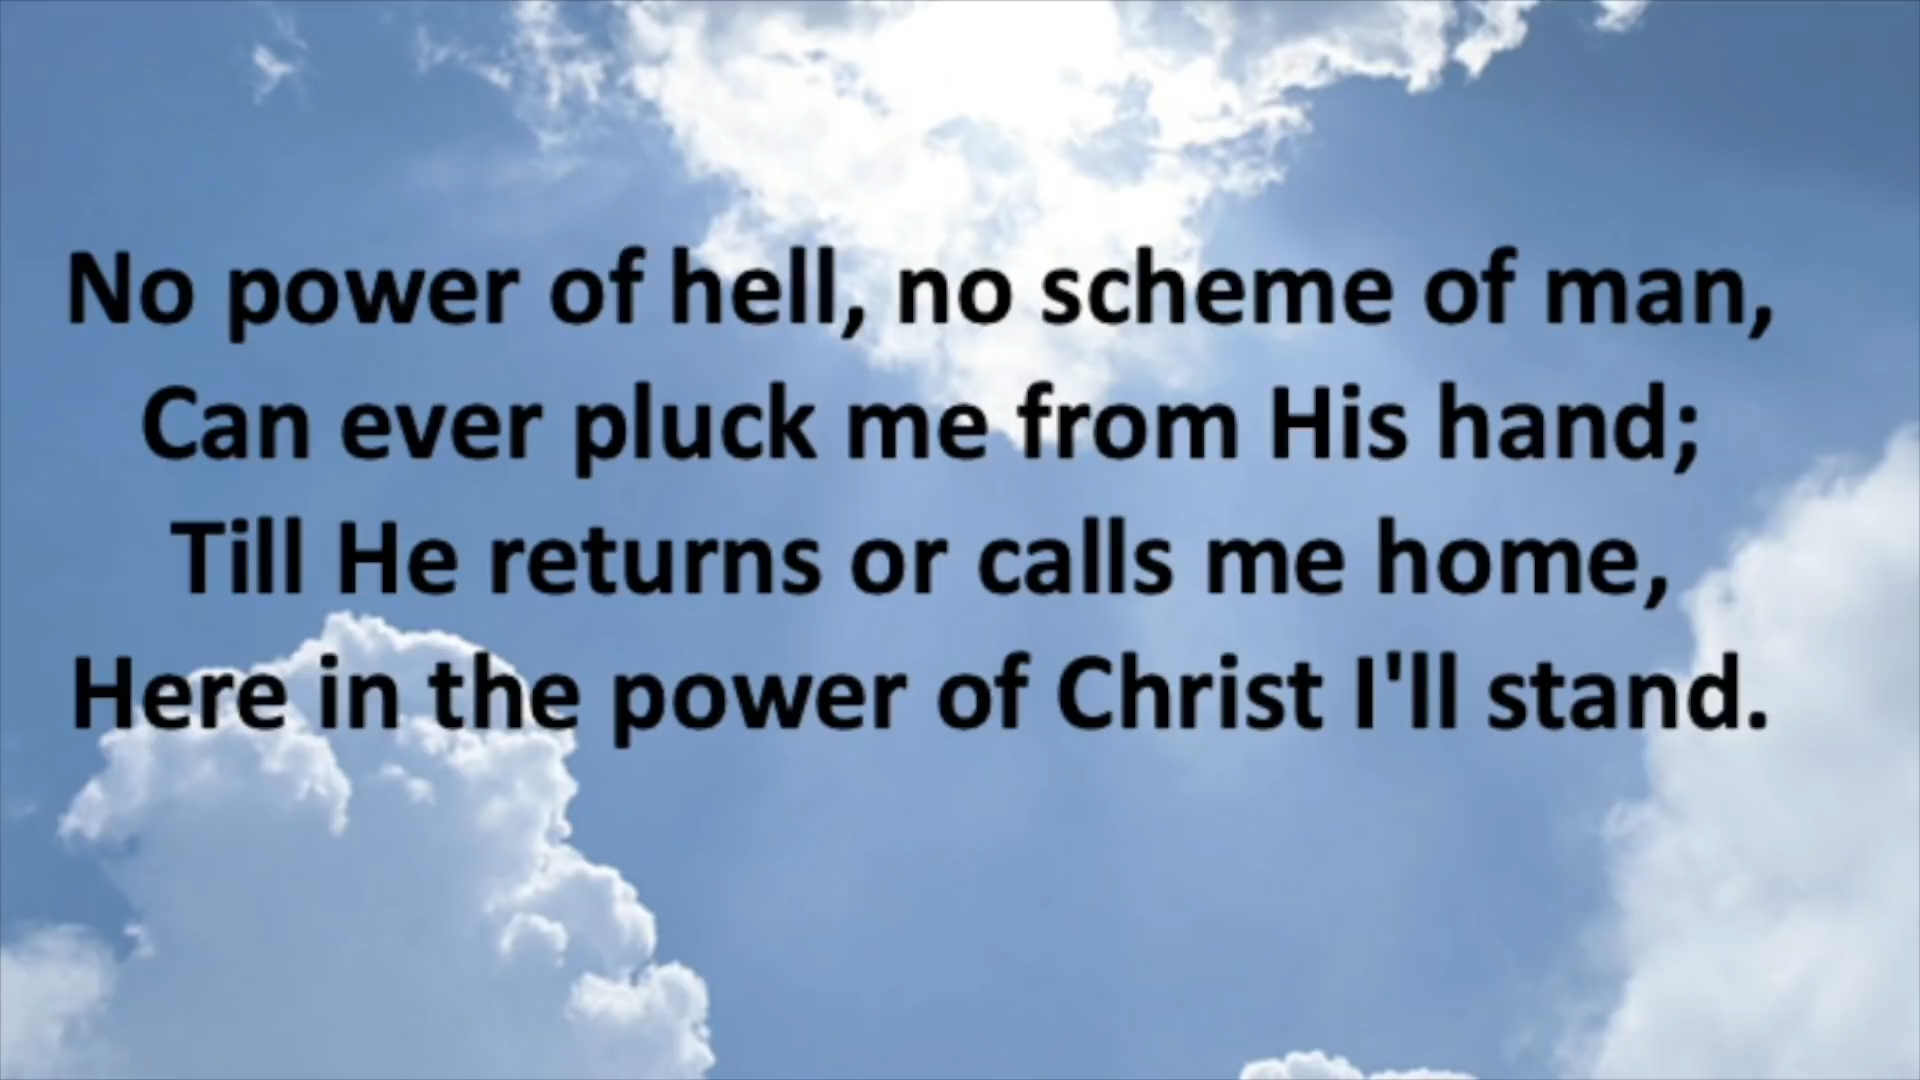 No power of hell, no scheme of man,
Can ever pluck me from His hand;
Till He returns or calls me home,
Here in the power of Christ I'll stand.